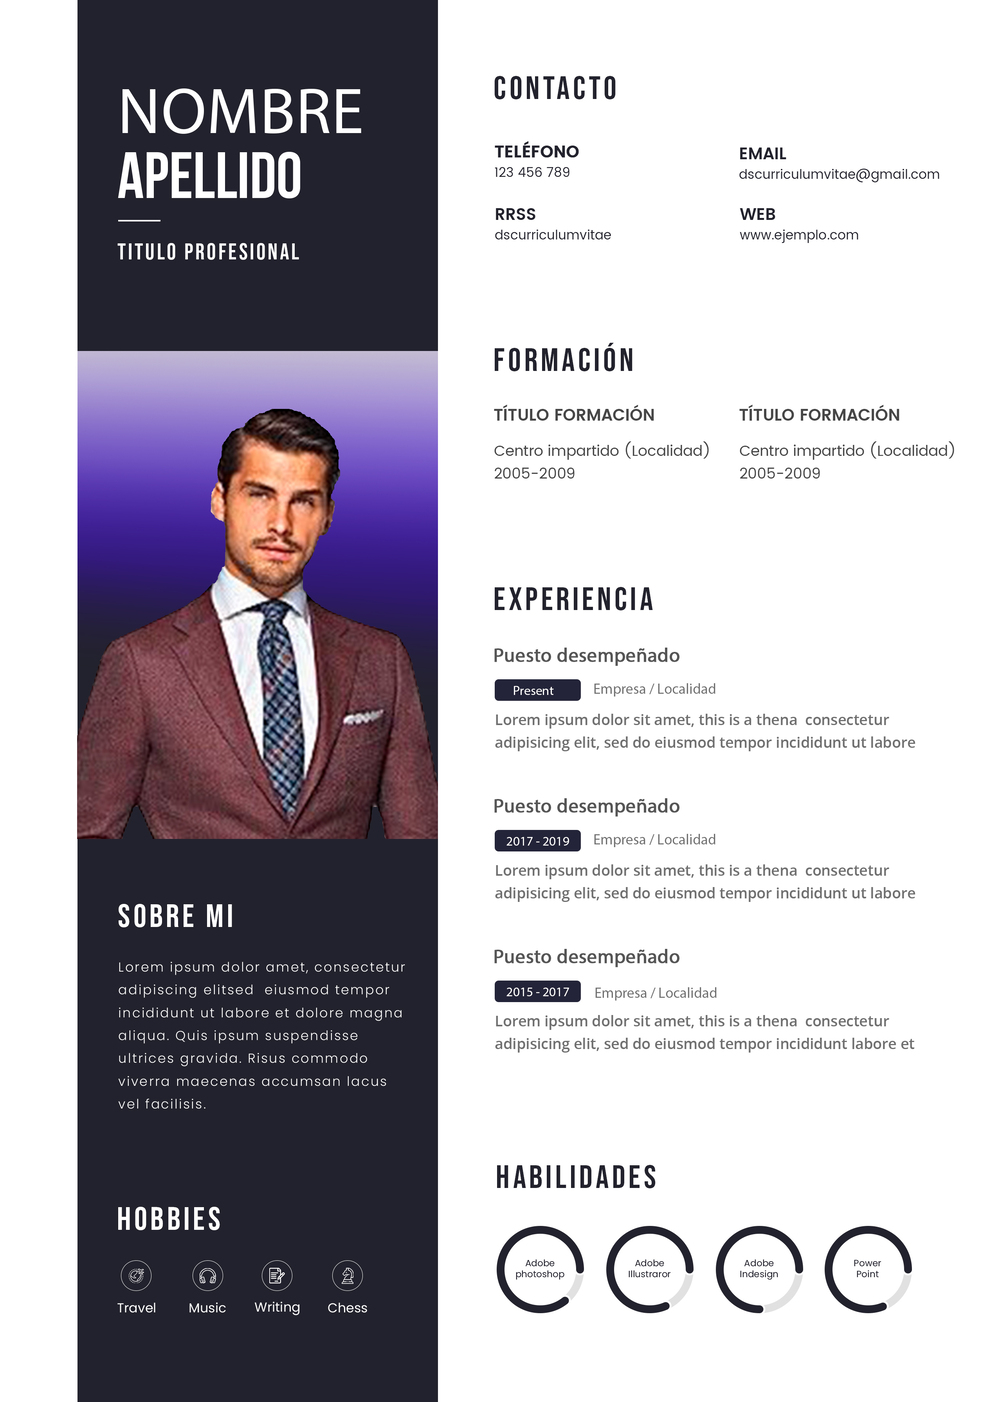 NOMBRE
APELLIDO
TITULO PROFESIONAL
SOBRE MI
Lorem ipsum dolor amet, consectetur
adipiscing elitsed eiusmod tempor
incididunt ut labore et dolore magna
aliqua. Quis ipsum suspendisse
ultrices gravida. Risus commodo
viverra maecenas accumsan lacus
vel facilisis.
HOBBIES
Travel
Music
Writing
Chess
CONTACTO
TELÉFONO
123 456 789
EMAIL
dscurriculumvitae@gmail.com
RRSS
dscurriculumvitae
WEB
www.ejemplo.com
FORMACIÓN
TÍTULO FORMACIÓN
Centro impartido (Localidad)
2005-2009
TÍTULO FORMACIÓN
Centro impartido (Localidad)
2005-2009
EXPERIENCIA
Puesto desempeñado
Present Empresa / Localidad
Lorem ipsum dolor sit amet, this is a thena consectetur
adipisicing elit, sed do eiusmod tempor incididunt ut labore
Puesto desempeñado
2017 - 2019 Empresa / Localidad
Lorem ipsum dolor sit amet, this is a thena consectetur
adipisicing elit, sed do eiusmod tempor incididunt ut labore
Puesto desempeñado
2015 - 2017 Empresa / Localidad
Lorem ipsum dolor sit amet, this is a thena consectetur
adipisicing elit, sed do eiusmod tempor incididunt labore et
HABILIDADES
Adobe
photoshop
Adobe
Illustraror
Adobe
Indesign
Power
Point